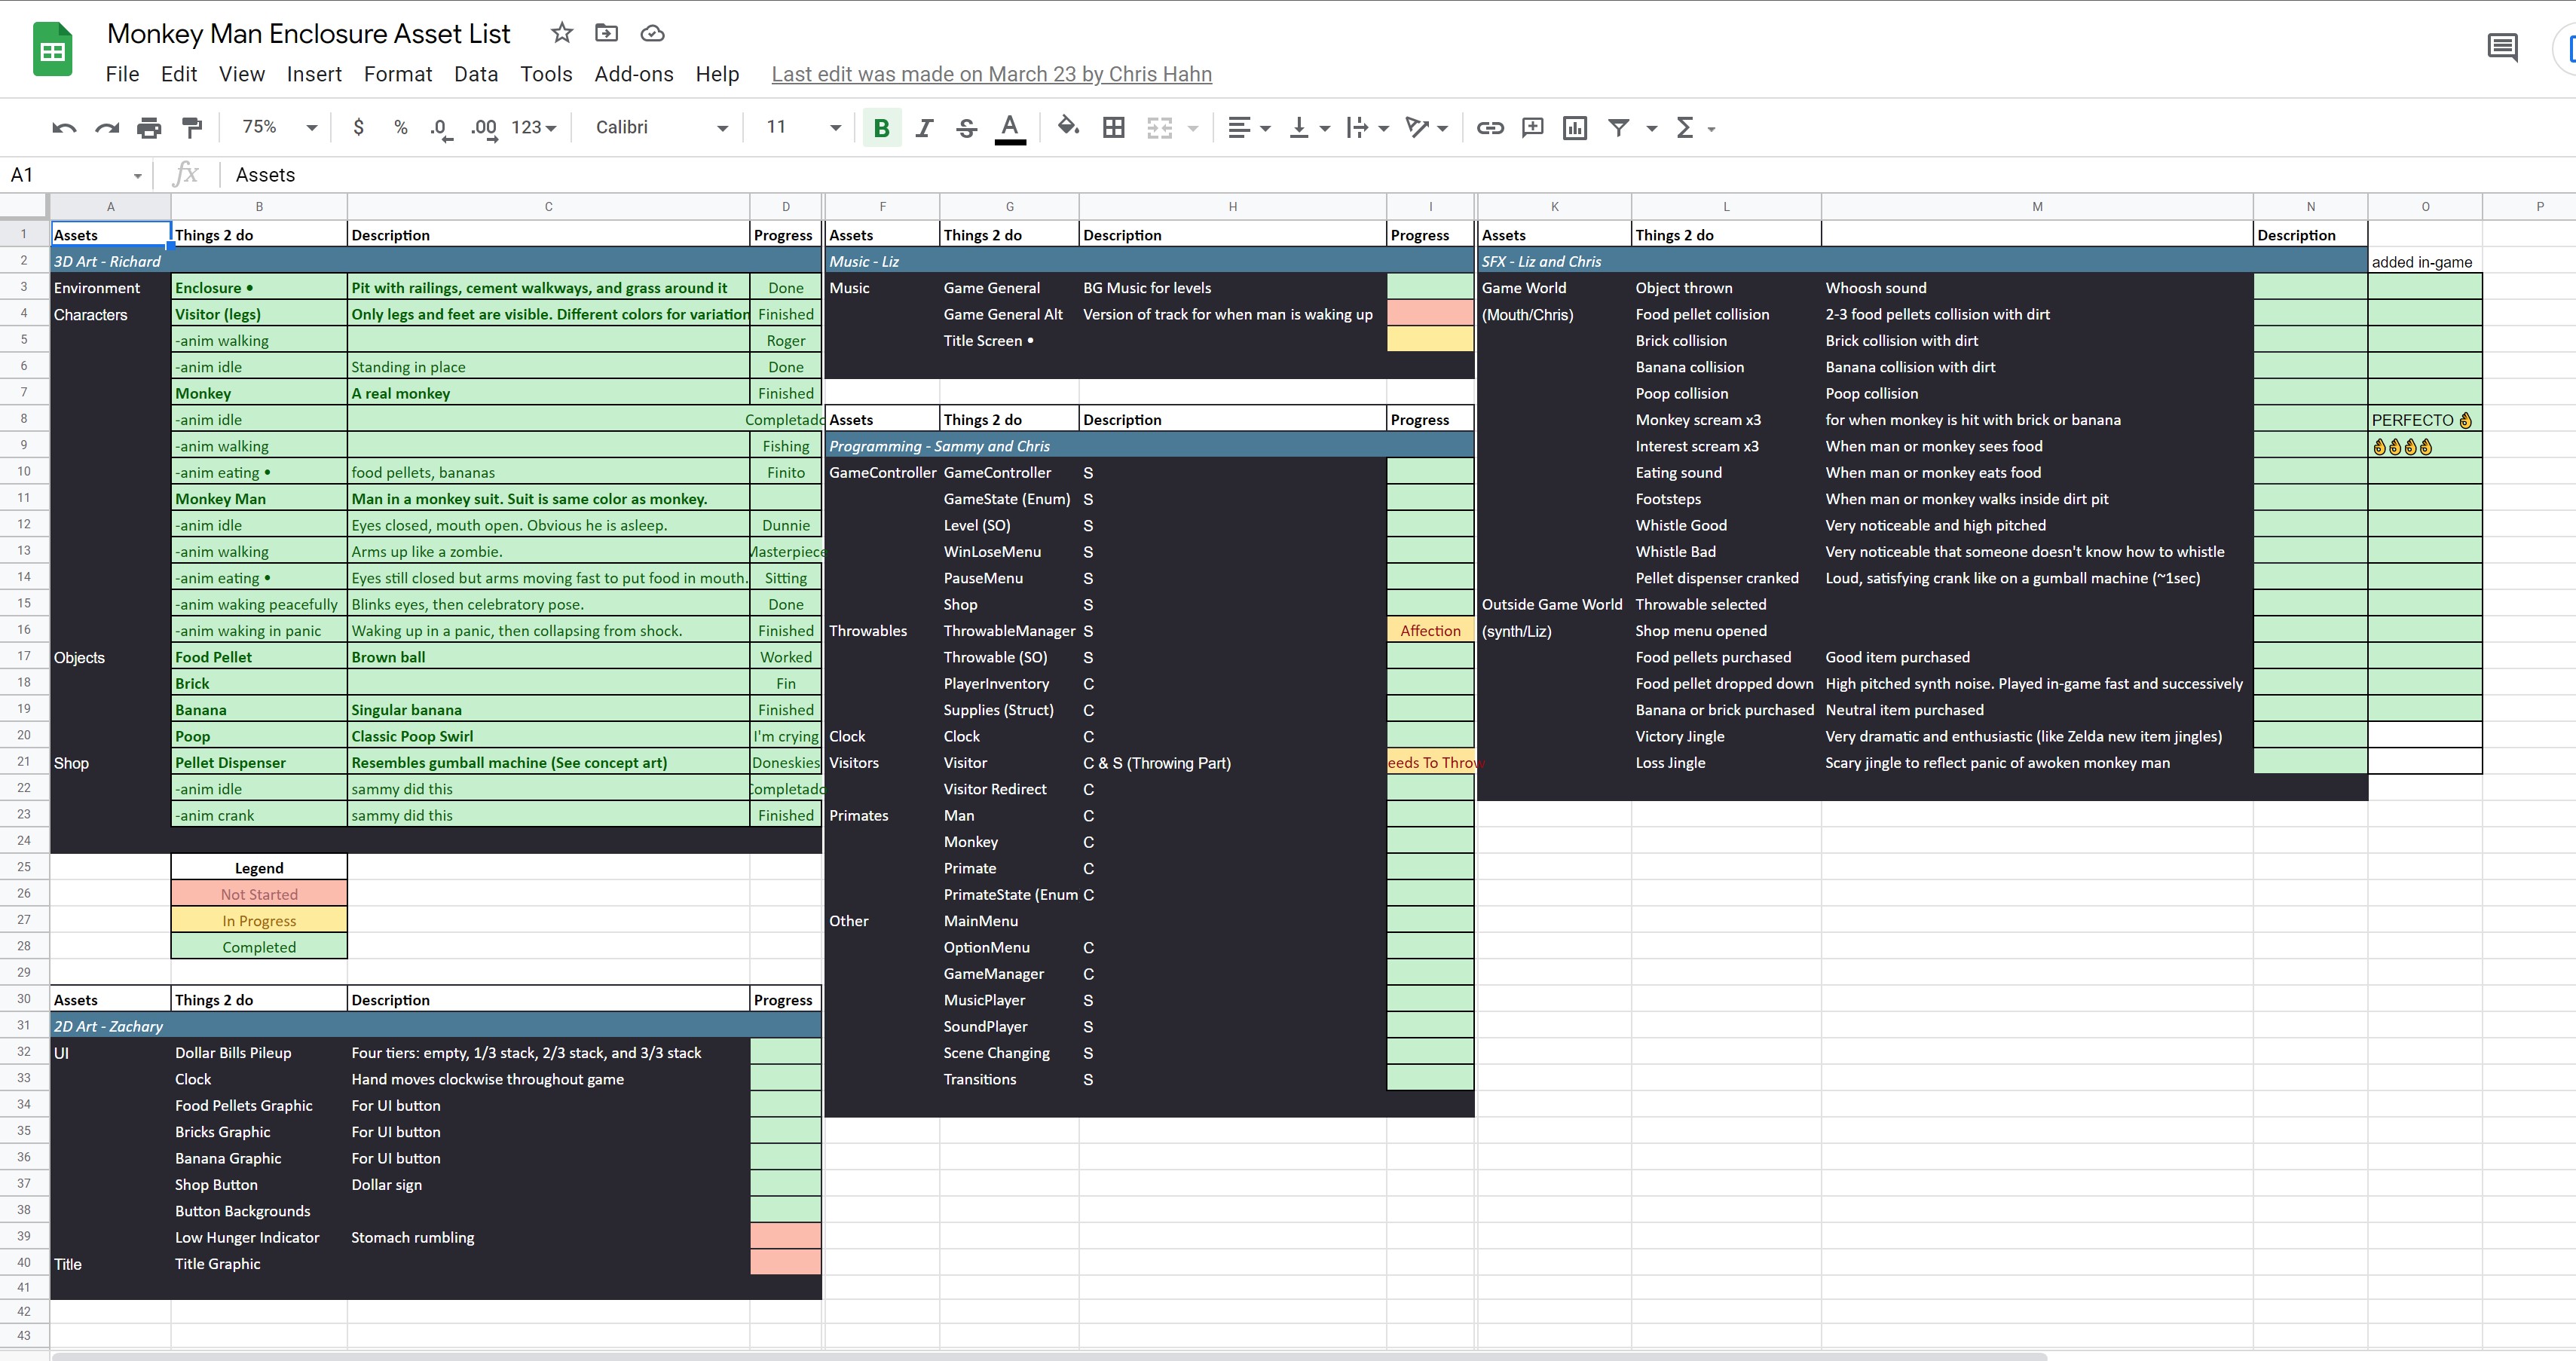 Monkey Man Enclosure Asset List
File Edit View Insert Format Data Tools Add-ons Help Last edit was made on March 23 by Chris Hahn
75% $ % .0 .00 123 Calibri 11 B I S A
A1 fx Assets
A B C D F G H I K L M N O P
1 Assets Things 2 do Description Progress Assets Things 2 do Description Progress Assets Things 2 do Description
2 3D Art - Richard Music - Liz SFX - Liz and Chris added in-game
3 Environment Enclosure • Pit with railings, cement walkways, and grass around it Done Music Game General BG Music for levels Game World Object thrown Whoosh sound
4 Characters Visitor (legs) Only legs and feet are visible. Different colors for variation Finished Game General Alt Version of track for when man is waking up (Mouth/Chris) Food pellet collision 2-3 food pellets collision with dirt
5 -anim walking Roger Title Screen • Brick collision Brick collision with dirt
6 -anim idle Standing in place Done Banana collision Banana collision with dirt
7 Monkey A real monkey Finished Poop collision Poop collision
8 -anim idle Completado Assets Things 2 do Description Progress Monkey scream x3 for when monkey is hit with brick or banana PERFECTO 👌
9 -anim walking Fishing Programming - Sammy and Chris Interest scream x3 When man or monkey sees food 👌👌👌👌
10 -anim eating • food pellets, bananas Finito GameController GameController S Eating sound When man or monkey eats food
11 Monkey Man Man in a monkey suit. Suit is same color as monkey. GameState (Enum) S Footsteps When man or monkey walks inside dirt pit
12 -anim idle Eyes closed, mouth open. Obvious he is asleep. Dunnie Level (SO) S Whistle Good Very noticeable and high pitched
13 -anim walking Arms up like a zombie. Masterpiece WinLoseMenu S Whistle Bad Very noticeable that someone doesn't know how to whistle
14 -anim eating • Eyes still closed but arms moving fast to put food in mouth. Sitting PauseMenu S Pellet dispenser cranked Loud, satisfying crank like on a gumball machine (~1sec)
15 -anim waking peacefully Blinks eyes, then celebratory pose. Done Shop S Outside Game World Throwable selected
16 -anim waking in panic Waking up in a panic, then collapsing from shock. Finished Throwables ThrowableManager S Affection (synth/Liz) Shop menu opened
17 Objects Food Pellet Brown ball Worked Throwable (SO) S Food pellets purchased Good item purchased
18 Brick Fin PlayerInventory C Food pellet dropped down High pitched synth noise. Played in-game fast and successively
19 Banana Singular banana Finished Supplies (Struct) C Banana or brick purchased Neutral item purchased
20 Poop Classic Poop Swirl I'm crying Clock Clock C Victory Jingle Very dramatic and enthusiastic (like Zelda new item jingles)
21 Shop Pellet Dispenser Resembles gumball machine (See concept art) Doneskies Visitors Visitor C & S (Throwing Part) eeds To Throw Loss Jingle Scary jingle to reflect panic of awoken monkey man
22 -anim idle sammy did this Completado Visitor Redirect C
23 -anim crank sammy did this Finished Primates Man C
24 Monkey C
25 Legend Primate C
26 Not Started PrimateState (Enum C
27 In Progress Other MainMenu
28 Completed OptionMenu C
29 GameManager C
30 Assets Things 2 do Description Progress MusicPlayer S
31 2D Art - Zachary SoundPlayer S
32 UI Dollar Bills Pileup Four tiers: empty, 1/3 stack, 2/3 stack, and 3/3 stack Scene Changing S
33 Clock Hand moves clockwise throughout game Transitions S
34 Food Pellets Graphic For UI button
35 Bricks Graphic For UI button
36 Banana Graphic For UI button
37 Shop Button Dollar sign
38 Button Backgrounds
39 Low Hunger Indicator Stomach rumbling
40 Title Title Graphic
41
42
43